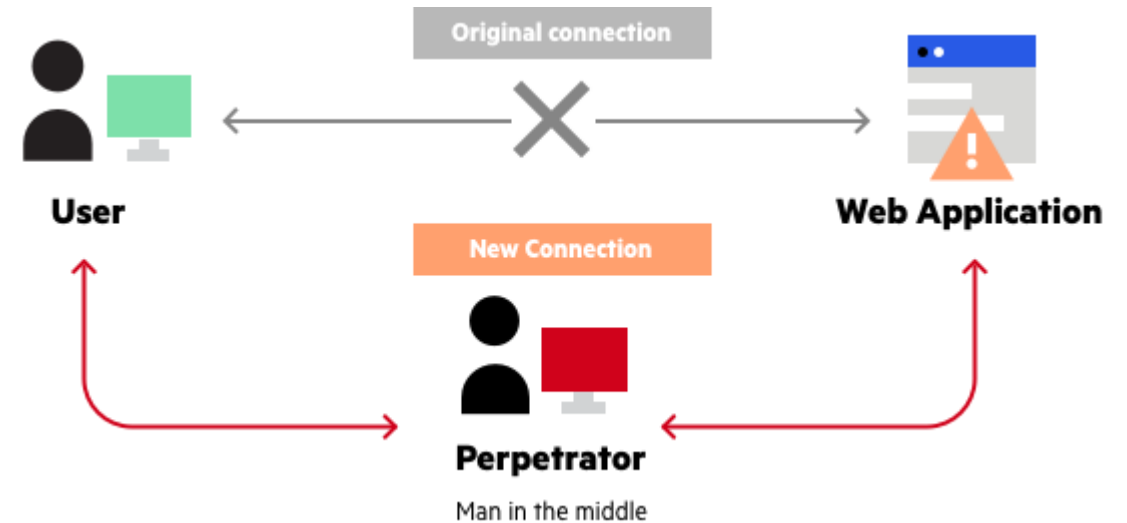 Original connection
User
Web Application
New Connection
Perpetrator
Man in the middle